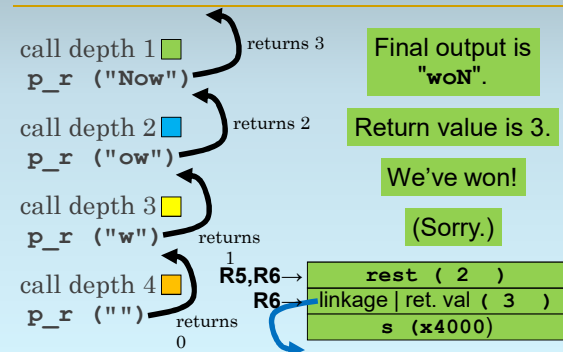 call depth 1
p_r ("Now")
returns 3
call depth 2
p_r ("ow")
returns 2
call depth 3
p_r ("w")
returns
1
call depth 4
p_r ("")
returns
0
Final output is
"woN".
Return value is 3.
We've won!
(Sorry.)
R5,R6→ rest ( 2 )
R6→ linkage | ret. val ( 3 )
s (x4000)